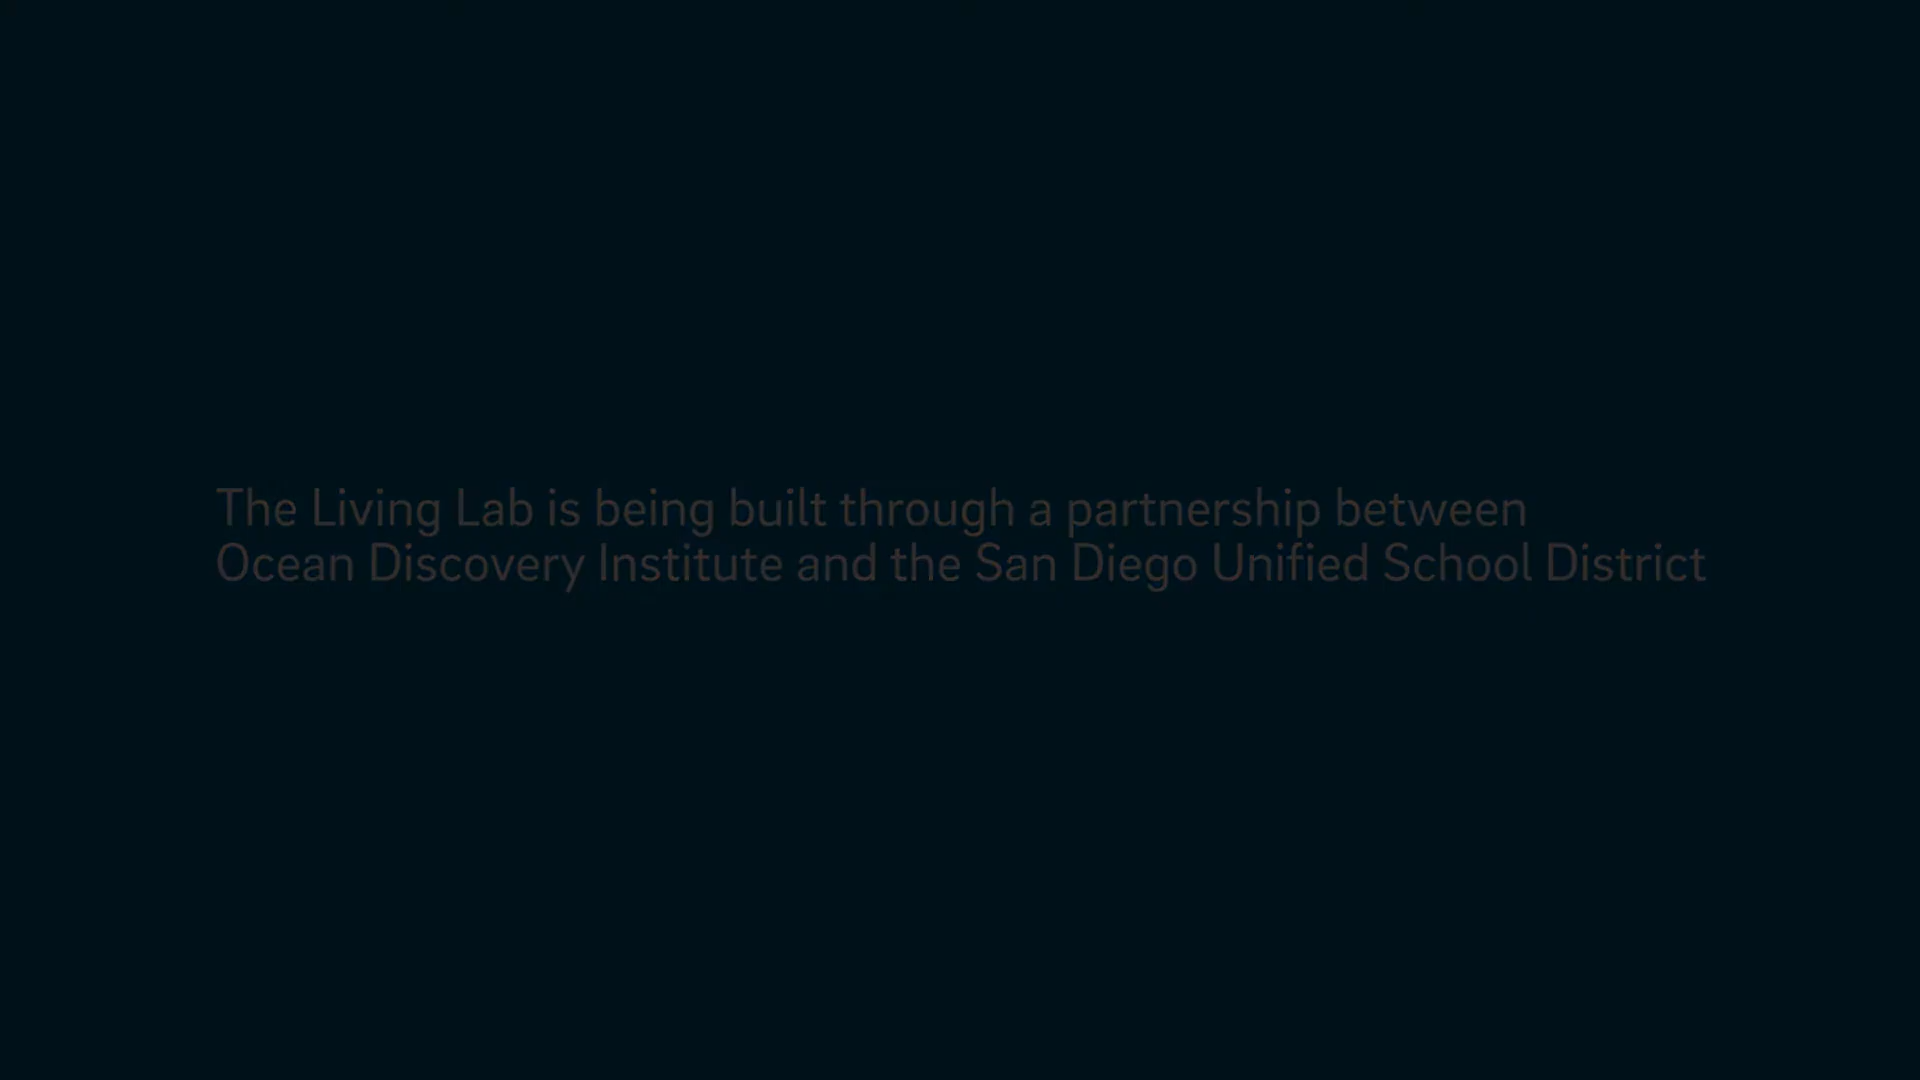 The Living Lab is being built through a partnership between
Ocean Discovery Institute and the San Diego Unified School District